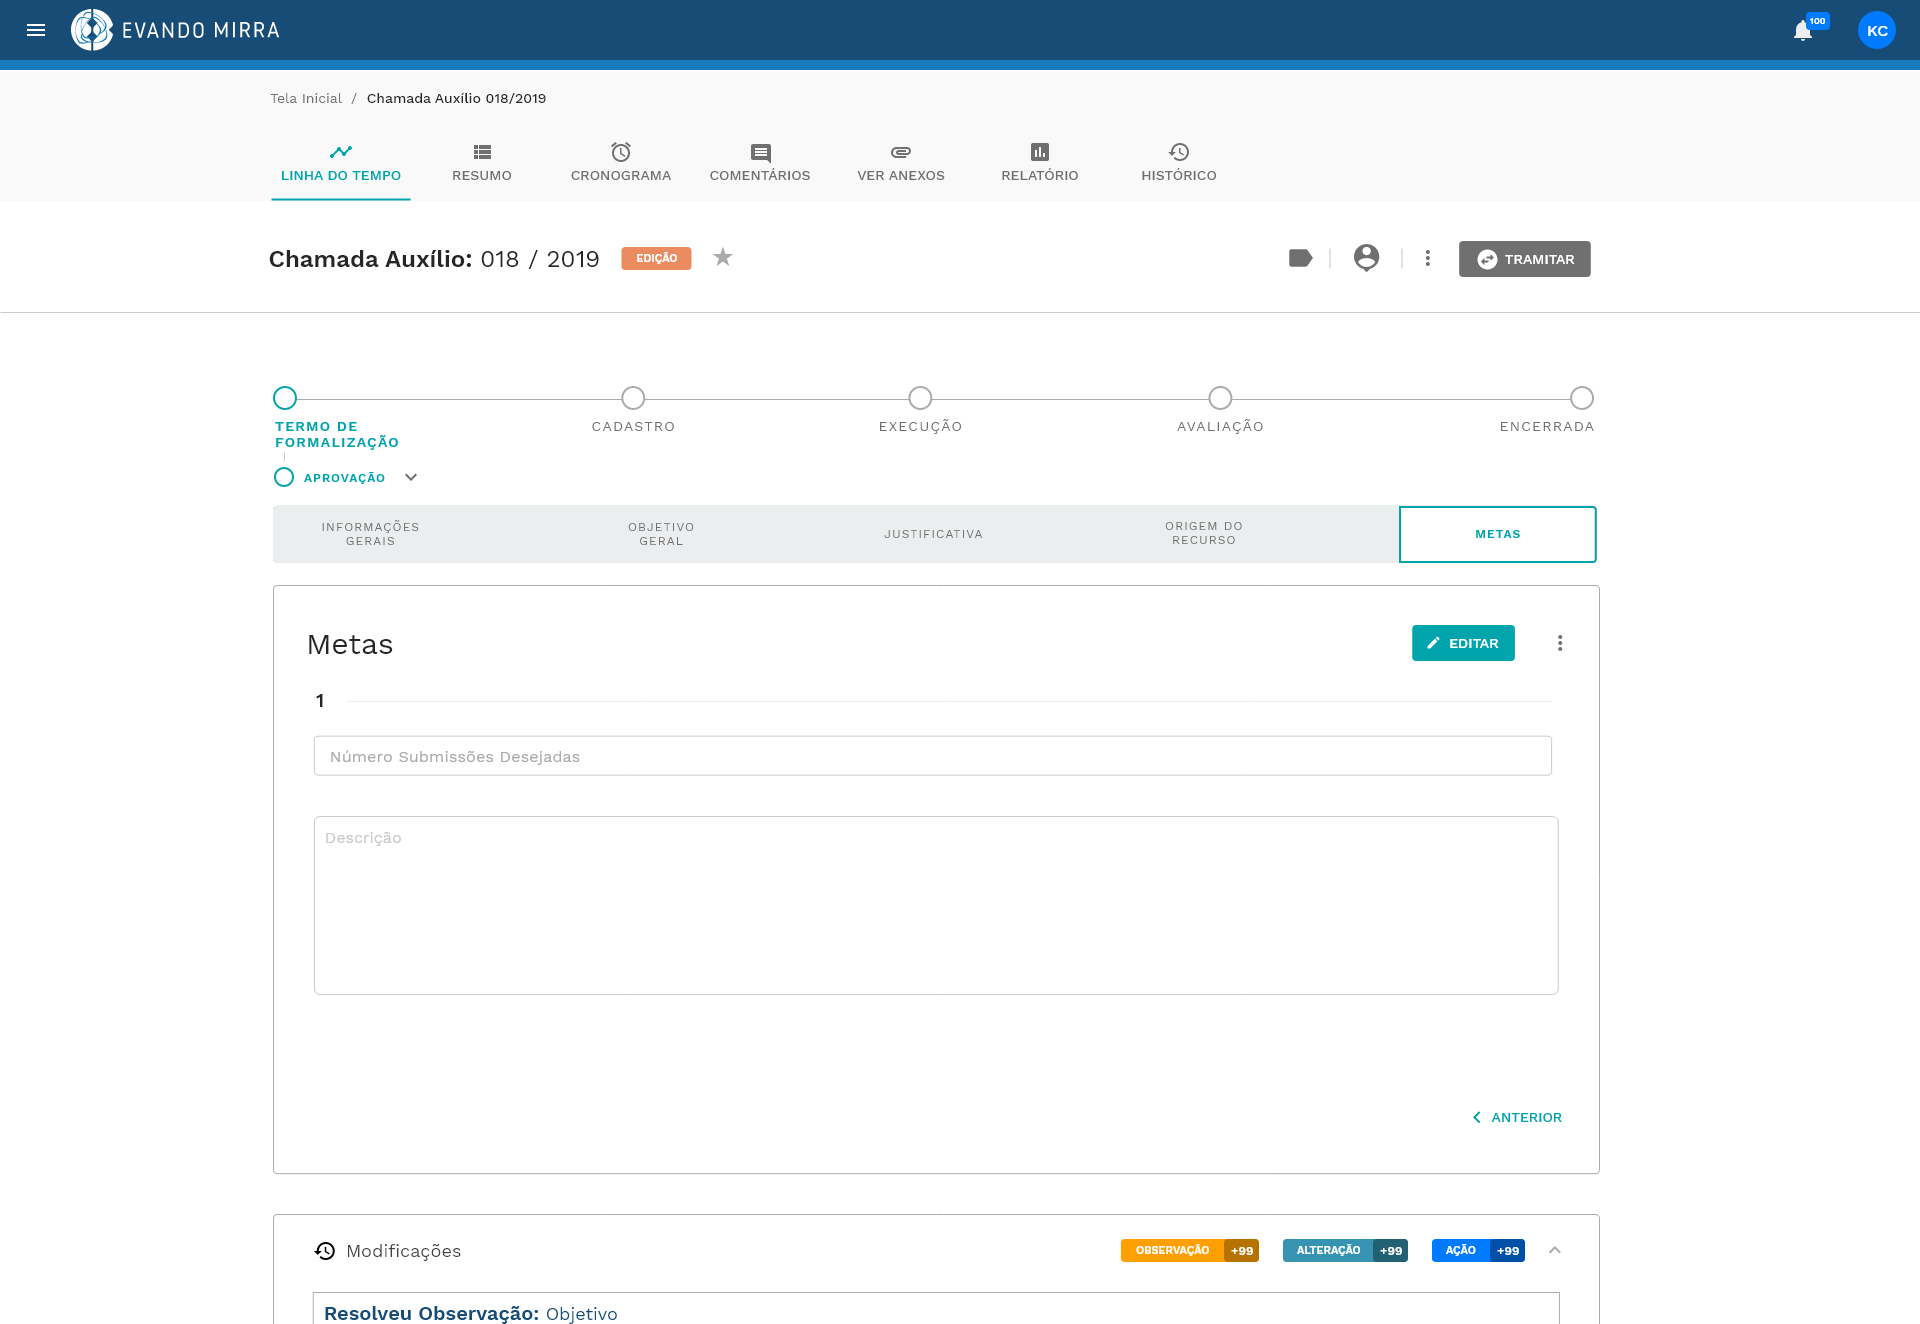 EVANDO MIRRA
100
KC
Tela Inicial / Chamada Auxílio 018/2019
LINHA DO TEMPO
RESUMO
CRONOGRAMA
COMENTÁRIOS
VER ANEXOS
RELATÓRIO
HISTÓRICO
Chamada Auxílio: 018 / 2019
EDIÇÃO
TRAMITAR
TERMO DE
FORMALIZAÇÃO
CADASTRO
EXECUÇÃO
AVALIAÇÃO
ENCERRADA
APROVAÇÃO
INFORMAÇÕES
GERAIS
OBJETIVO
GERAL
JUSTIFICATIVA
ORIGEM DO
RECURSO
METAS
Metas
EDITAR
1
Número Submissões Desejadas
Descrição
ANTERIOR
Modificações
OBSERVAÇÃO +99
ALTERAÇÃO +99
AÇÃO +99
Resolveu Observação: Objetivo